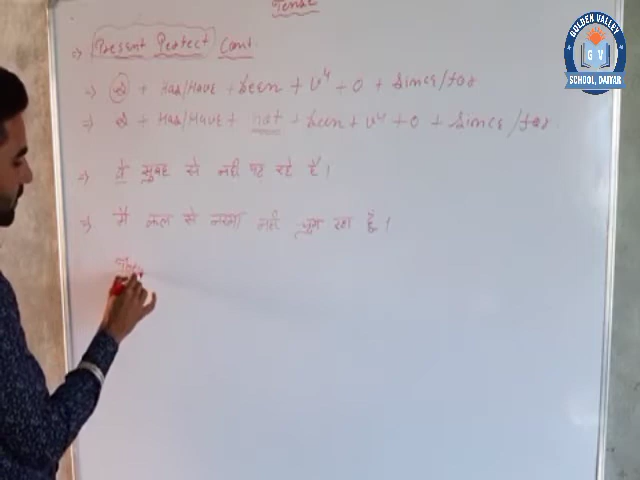 Tense
⇒ Present Perfect Cont.
⇒ S + Has/Have + been + v⁴ + O + Since/for
⇒ S + Has/Have + not + been + v⁴ + O + Since/for
⇒ वे सुबह से नहीं पढ़ रहे हैं।
⇒ मैं कल से नरमा नहीं चुग रहा हूँ।
GOLDEN VALLEY
G V
SCHOOL, DAIYAR